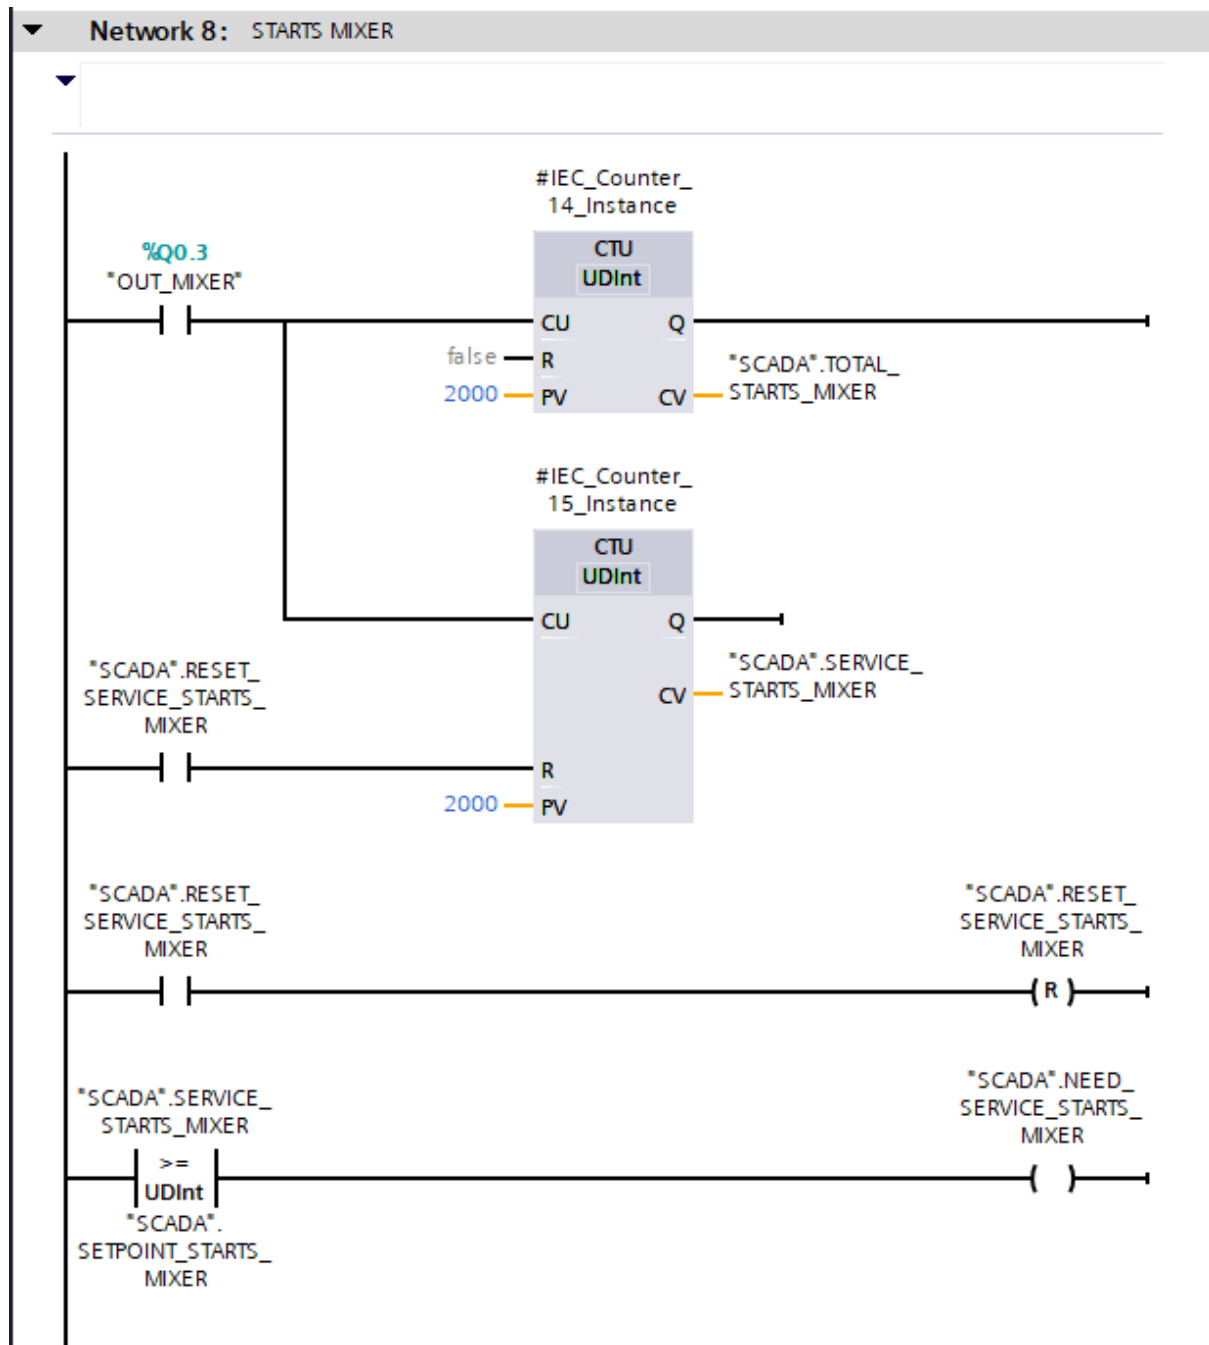 Network 8: STARTS MIXER
#IEC_Counter_
14_Instance
%Q0.3
"OUT_MIXER"
CTU
UDInt
CU Q
false R
2000 PV CV
"SCADA".TOTAL_
STARTS_MIXER
#IEC_Counter_
15_Instance
CTU
UDInt
CU Q
CV
"SCADA".SERVICE_
STARTS_MIXER
"SCADA".RESET_
SERVICE_STARTS_
MIXER
R
2000 PV
"SCADA".RESET_
SERVICE_STARTS_
MIXER
"SCADA".RESET_
SERVICE_STARTS_
MIXER
( R )
"SCADA".SERVICE_
STARTS_MIXER
>=
UDInt
"SCADA".
SETPOINT_STARTS_
MIXER
"SCADA".NEED_
SERVICE_STARTS_
MIXER
( )